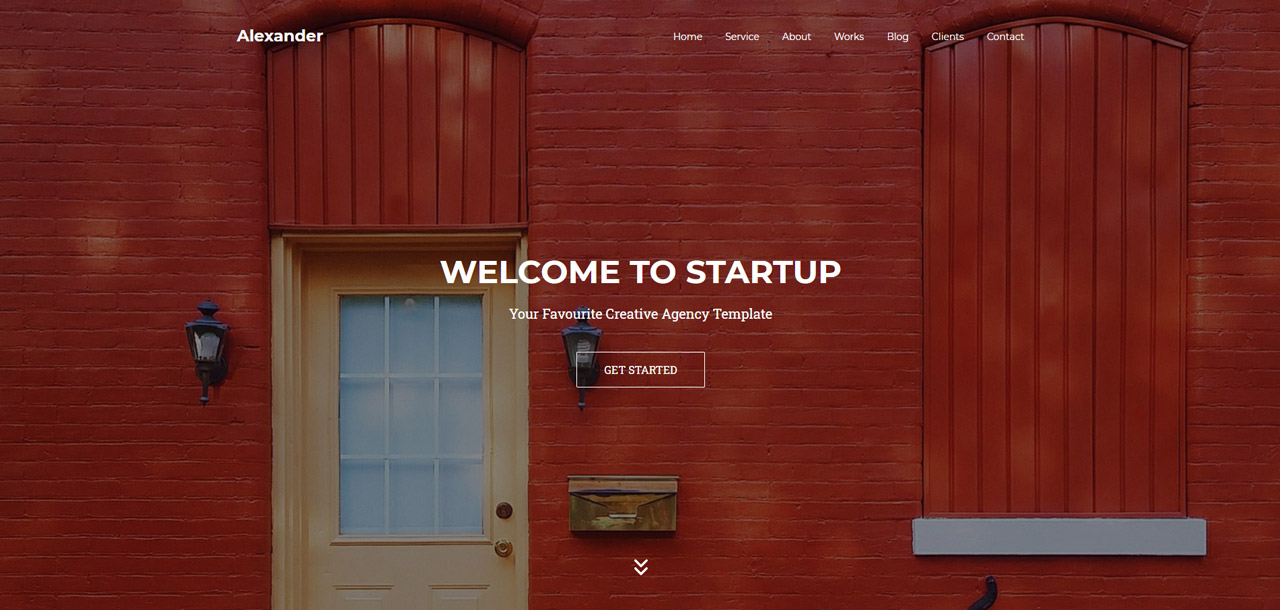 Alexander
Home Service About Works Blog Clients Contact
WELCOME TO STARTUP
Your Favourite Creative Agency Template
GET STARTED